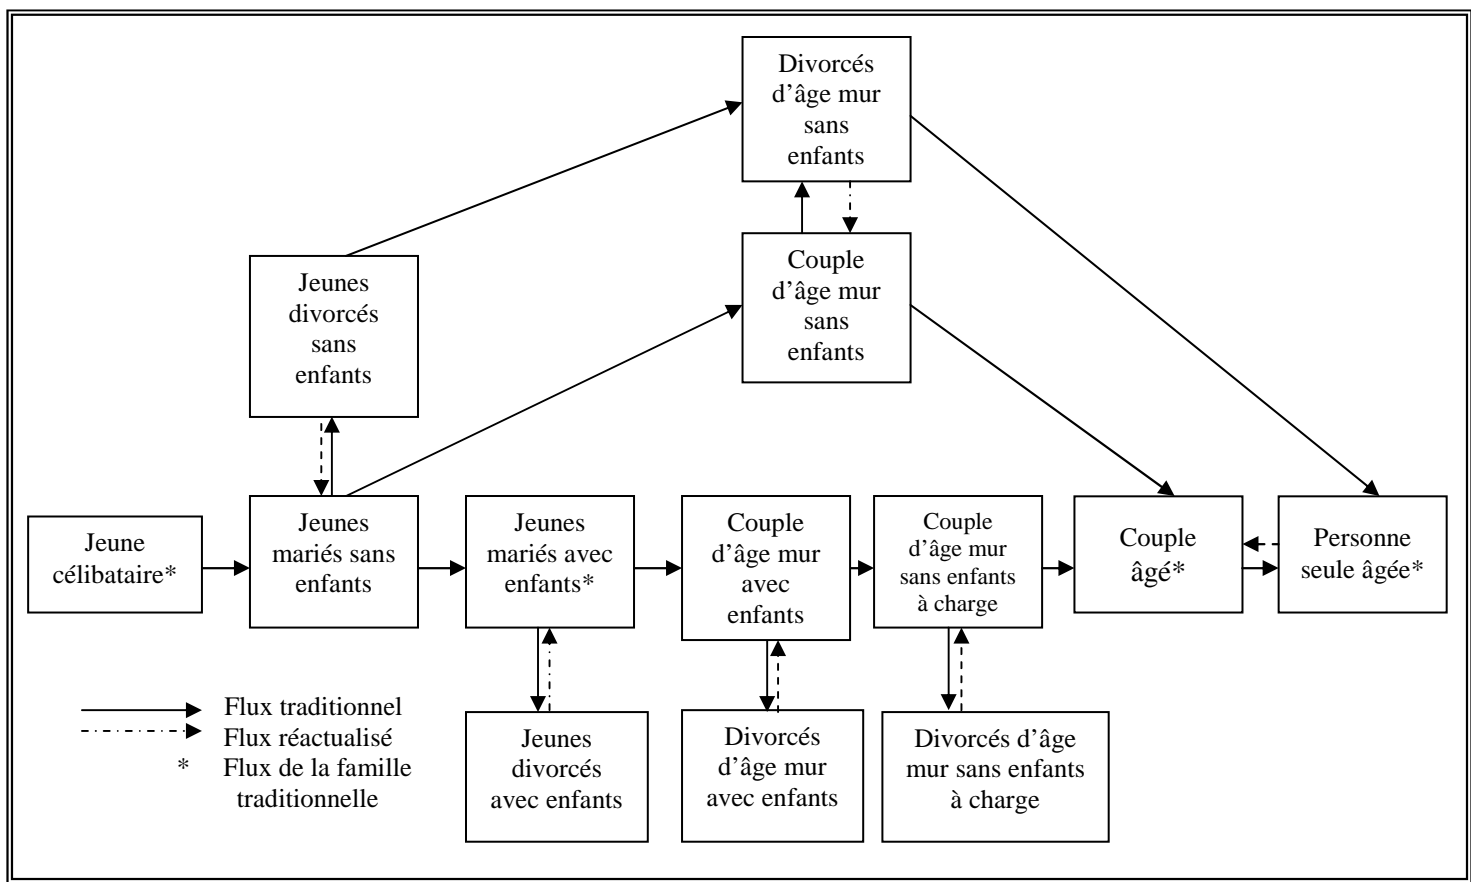 Divorcés
d’âge mur
sans
enfants
Couple
d’âge mur
sans
enfants
Jeunes
divorcés
sans
enfants
Jeune
célibataire*
Jeunes
mariés sans
enfants
Jeunes
mariés avec
enfants*
Couple
d’âge mur
avec
enfants
Couple
d’âge mur
sans enfants
à charge
Couple
âgé*
Personne
seule âgée*
Flux traditionnel
Flux réactualisé
* Flux de la famille
traditionnelle
Jeunes
divorcés
avec enfants
Divorcés
d’âge mur
avec enfants
Divorcés d’âge
mur sans enfants
à charge